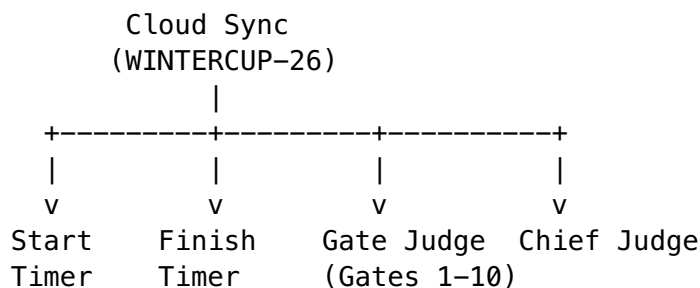 Cloud Sync
(WINTERCUP-26)
|
+---------+---------+----------+
| | | |
v v v v
Start Finish Gate Judge Chief Judge
Timer Timer (Gates 1-10)